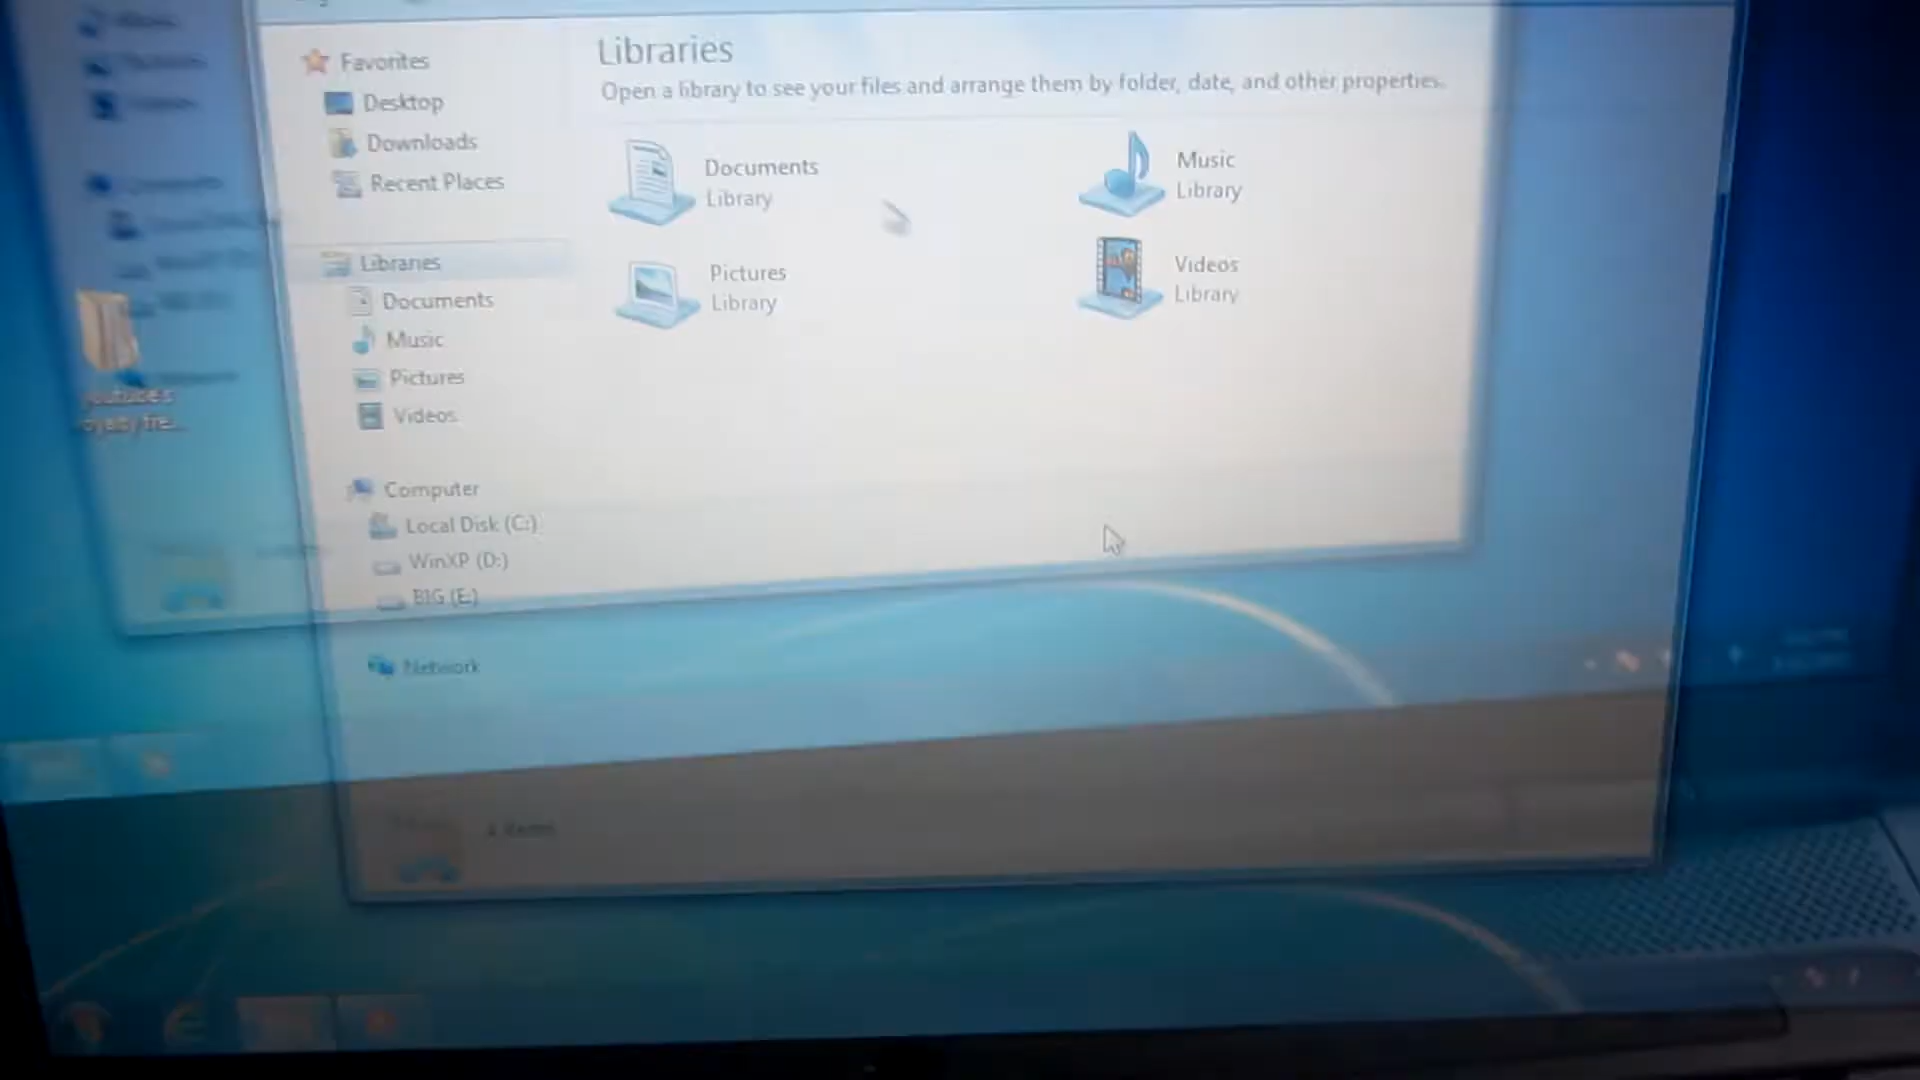 Favorites
Desktop
Downloads
Recent Places
Libraries
Documents
Music
Pictures
Videos
Computer
Local Disk (C:)
WinXP (D:)
BIG (E:)
Network
Libraries
Open a library to see your files and arrange them by folder, date, and other properties.
Documents
Library
Music
Library
Pictures
Library
Videos
Library
4 items